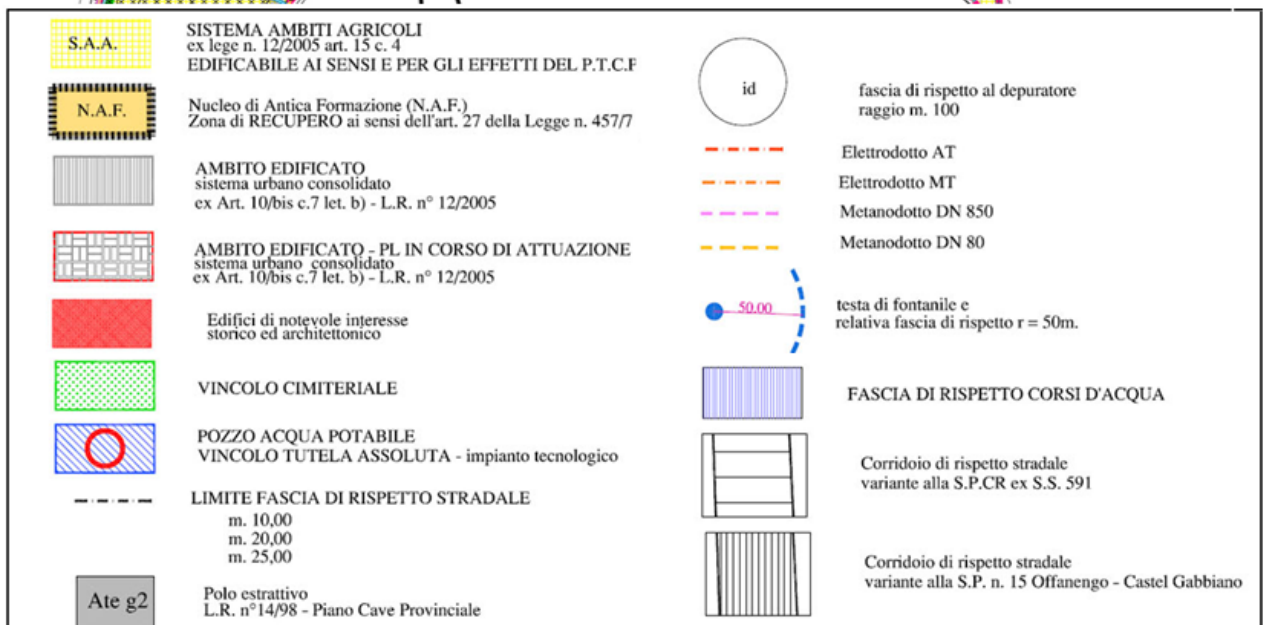 S.A.A.
SISTEMA AMBITI AGRICOLI
ex lege n. 12/2005 art. 15 c. 4
EDIFICABILE AI SENSI E PER GLI EFFETTI DEL P.T.C.P
N.A.F.
Nucleo di Antica Formazione (N.A.F.)
Zona di RECUPERO ai sensi dell'art. 27 della Legge n. 457/7
AMBITO EDIFICATO
sistema urbano consolidato
ex Art. 10/bis c.7 let. b) - L.R. n° 12/2005
AMBITO EDIFICATO - PL IN CORSO DI ATTUAZIONE
sistema urbano consolidato
ex Art. 10/bis c.7 let. b) - L.R. n° 12/2005
Edifici di notevole interesse
storico ed architettonico
VINCOLO CIMITERIALE
POZZO ACQUA POTABILE
VINCOLO TUTELA ASSOLUTA - impianto tecnologico
LIMITE FASCIA DI RISPETTO STRADALE
m. 10,00
m. 20,00
m. 25,00
Ate g2
Polo estrattivo
L.R. n°14/98 - Piano Cave Provinciale
id
fascia di rispetto al depuratore
raggio m. 100
Elettrodotto AT
Elettrodotto MT
Metanodotto DN 850
Metanodotto DN 80
50.00
testa di fontanile e
relativa fascia di rispetto r = 50m.
FASCIA DI RISPETTO CORSI D'ACQUA
Corridoio di rispetto stradale
variante alla S.P.CR ex S.S. 591
Corridoio di rispetto stradale
variante alla S.P. n. 15 Offanengo - Castel Gabbiano